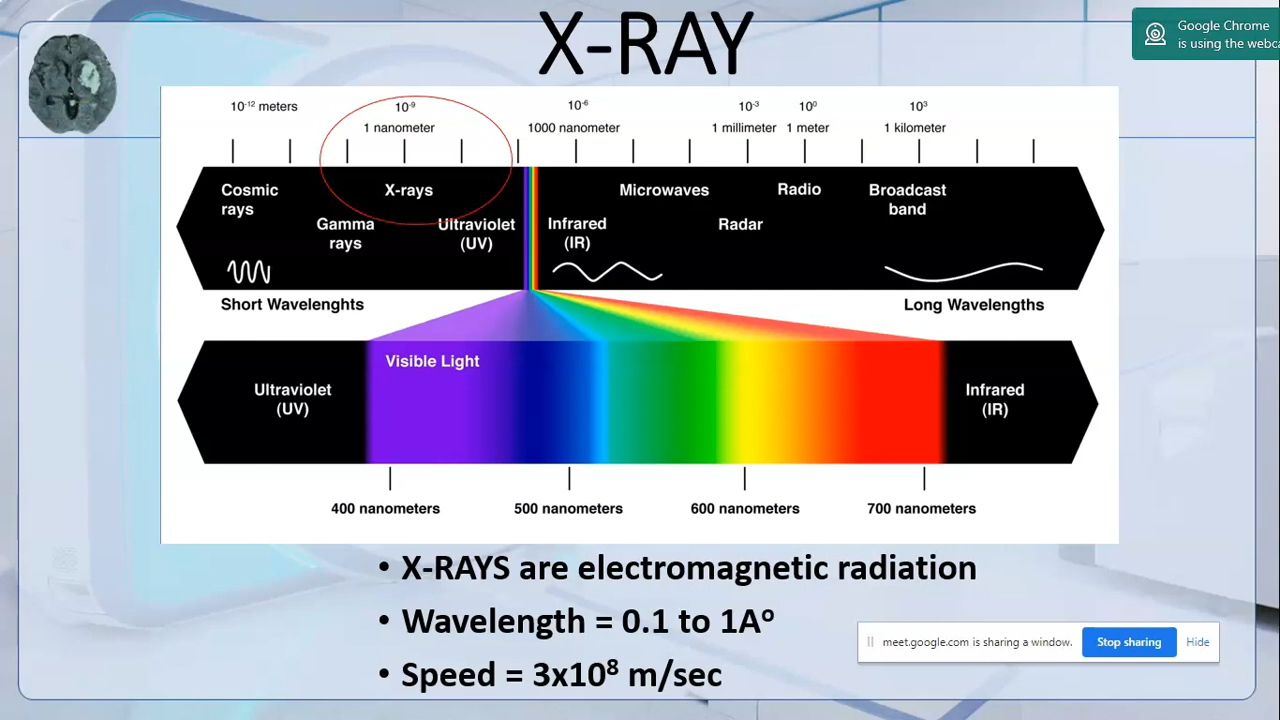 X-RAY
Google Chrome
is using the webca
10⁻¹² meters
10⁻⁹
10⁻⁶
10⁻³
10⁰
10³
1 nanometer
1000 nanometer
1 millimeter
1 meter
1 kilometer
Cosmic
rays
X-rays
Microwaves
Radio
Broadcast
band
Gamma
rays
Ultraviolet
(UV)
Infrared
(IR)
Radar
Short Wavelenghts
Long Wavelengths
Visible Light
Ultraviolet
(UV)
Infrared
(IR)
400 nanometers
500 nanometers
600 nanometers
700 nanometers
• X-RAYS are electromagnetic radiation
• Wavelength = 0.1 to 1Aᵒ
meet.google.com is sharing a window.
Stop sharing
Hide
• Speed = 3x10⁸ m/sec